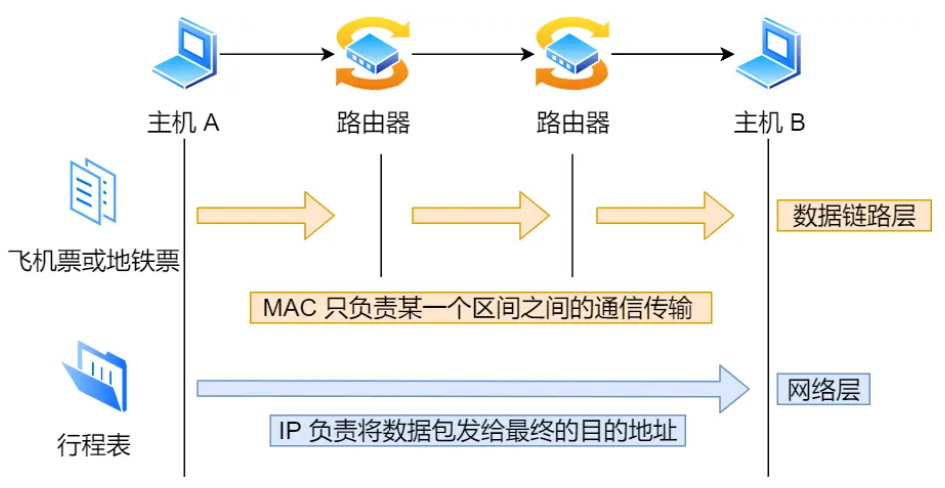 主机 A
路由器
路由器
主机 B
飞机票或地铁票
数据链路层
MAC 只负责某一个区间之间的通信传输
行程表
网络层
IP 负责将数据包发给最终的目的地址